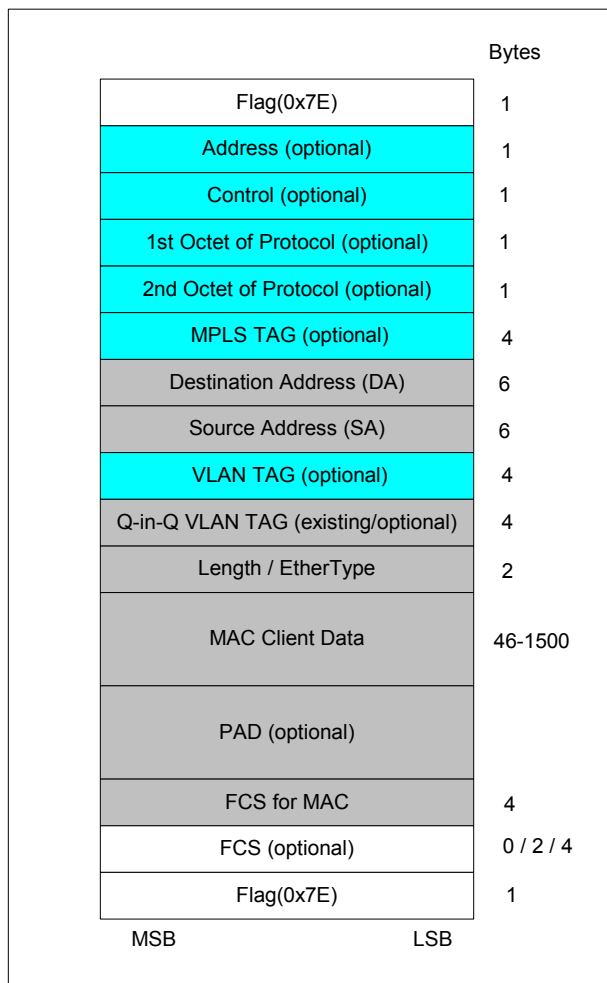 Bytes
Flag(0x7E) 1
Address (optional) 1
Control (optional) 1
1st Octet of Protocol (optional) 1
2nd Octet of Protocol (optional) 1
MPLS TAG (optional) 4
Destination Address (DA) 6
Source Address (SA) 6
VLAN TAG (optional) 4
Q-in-Q VLAN TAG (existing/optional) 4
Length / EtherType 2
MAC Client Data 46-1500
PAD (optional)
FCS for MAC 4
FCS (optional) 0 / 2 / 4
Flag(0x7E) 1
MSB LSB